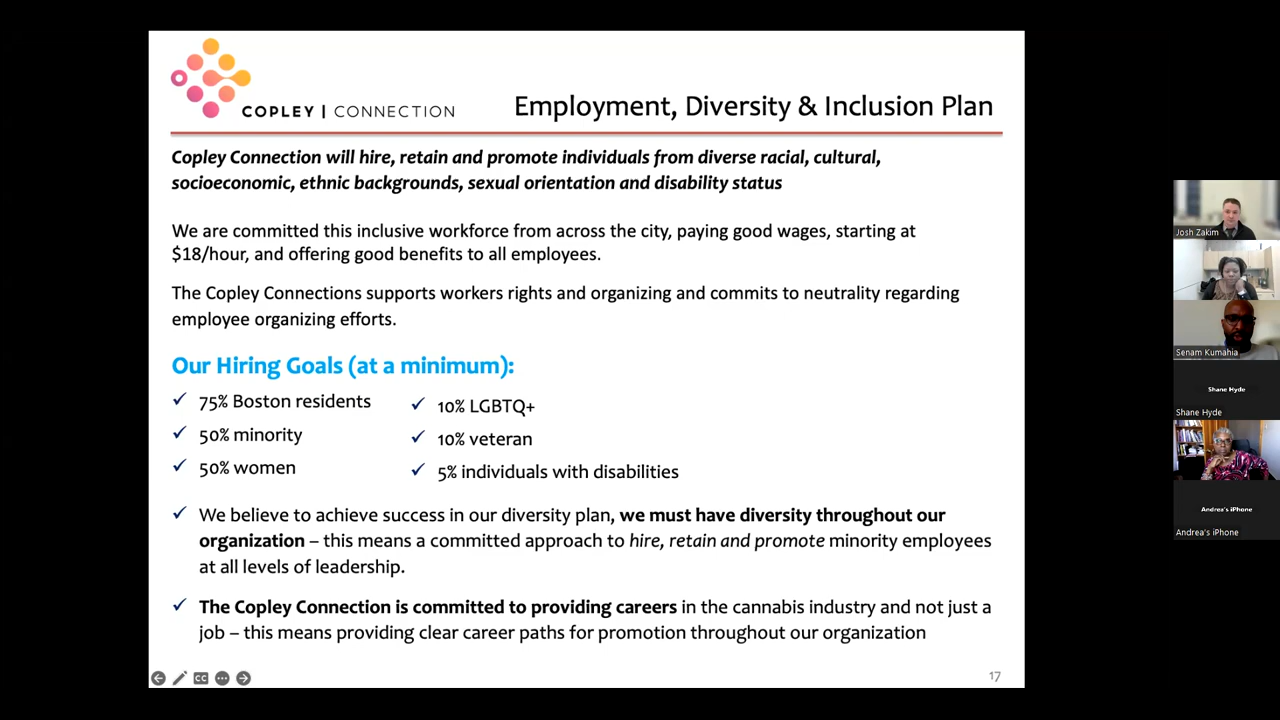 COPLEY | CONNECTION
Employment, Diversity & Inclusion Plan
Copley Connection will hire, retain and promote individuals from diverse racial, cultural,
socioeconomic, ethnic backgrounds, sexual orientation and disability status
We are committed this inclusive workforce from across the city, paying good wages, starting at
$18/hour, and offering good benefits to all employees.
The Copley Connections supports workers rights and organizing and commits to neutrality regarding
employee organizing efforts.
Our Hiring Goals (at a minimum):
✓ 75% Boston residents
✓ 50% minority
✓ 50% women
✓ 10% LGBTQ+
✓ 10% veteran
✓ 5% individuals with disabilities
✓ We believe to achieve success in our diversity plan, we must have diversity throughout our
organization – this means a committed approach to hire, retain and promote minority employees
at all levels of leadership.
✓ The Copley Connection is committed to providing careers in the cannabis industry and not just a
job – this means providing clear career paths for promotion throughout our organization
CC
17
Josh Zakim
Senam Kumahia
Shane Hyde
Shane Hyde
Andrea's iPhone
Andrea's iPhone